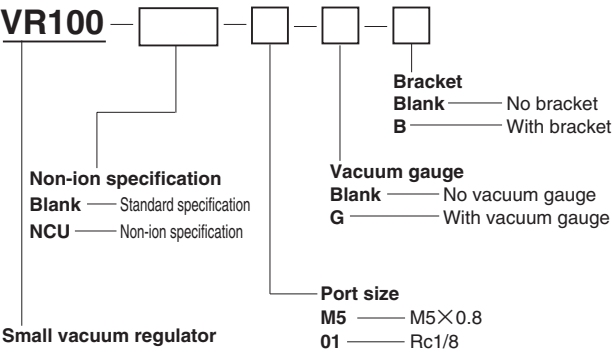 VR100
Bracket
Blank No bracket
B With bracket
Non-ion specification
Blank Standard specification
NCU Non-ion specification
Vacuum gauge
Blank No vacuum gauge
G With vacuum gauge
Port size
M5 M5×0.8
01 Rc1/8
Small vacuum regulator